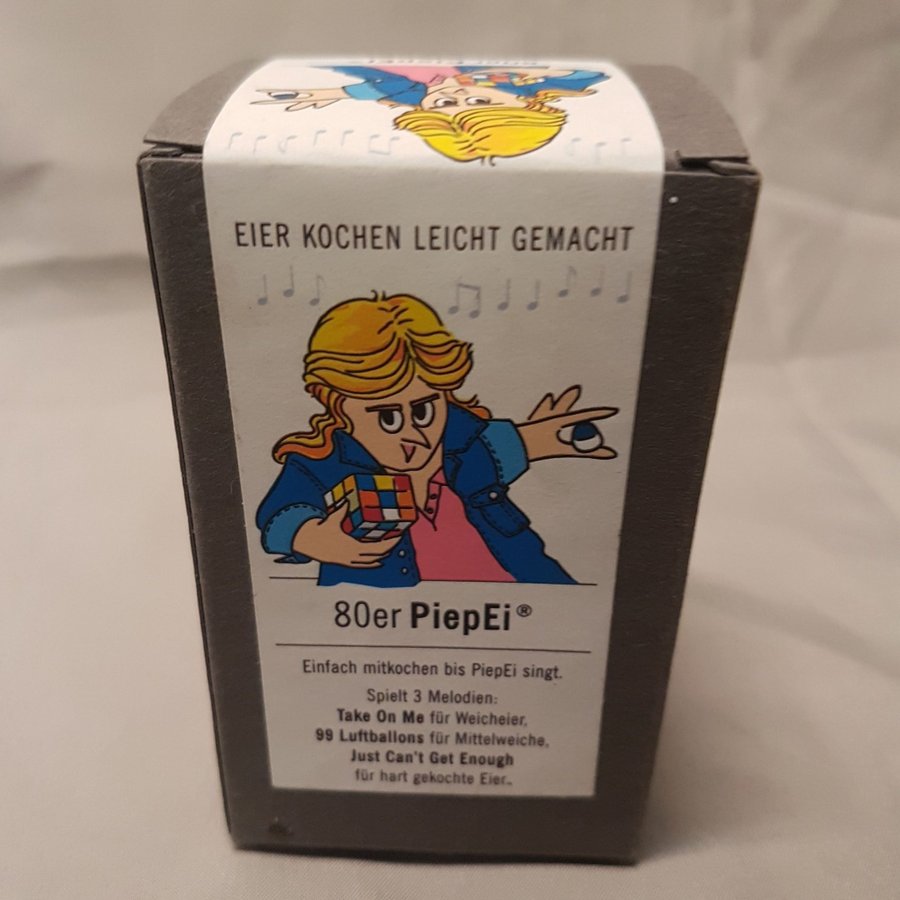 EIER KOCHEN LEICHT GEMACHT
80er PiepEi®
Einfach mitkochen bis PiepEi singt.
Spielt 3 Melodien:
Take On Me für Weicheier,
99 Luftballons für Mittelweiche,
Just Can't Get Enough
für hart gekochte Eier.